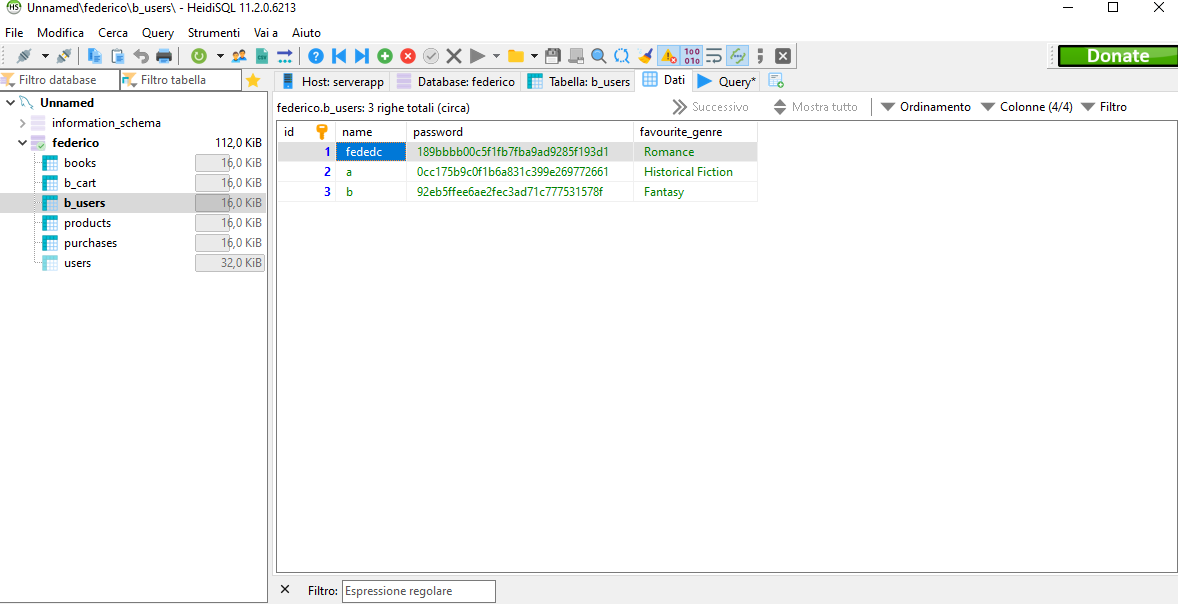 Unnamed\federico\b_users\ - HeidiSQL 11.2.0.6213
File Modifica Cerca Query Strumenti Vai a Aiuto
Donate
Filtro database Filtro tabella
Host: serverapp Database: federico Tabella: b_users Dati Query*
Unnamed
information_schema
federico 112,0 KiB
books 16,0 KiB
b_cart 16,0 KiB
b_users 16,0 KiB
products 16,0 KiB
purchases 16,0 KiB
users 32,0 KiB
federico.b_users: 3 righe totali (circa) Successivo Mostra tutto Ordinamento Colonne (4/4) Filtro
id name password favourite_genre
1 fededc 189bbbb00c5f1fb7fba9ad9285f193d1 Romance
2 a 0cc175b9c0f1b6a831c399e269772661 Historical Fiction
3 b 92eb5ffee6ae2fec3ad71c777531578f Fantasy
Filtro: Espressione regolare